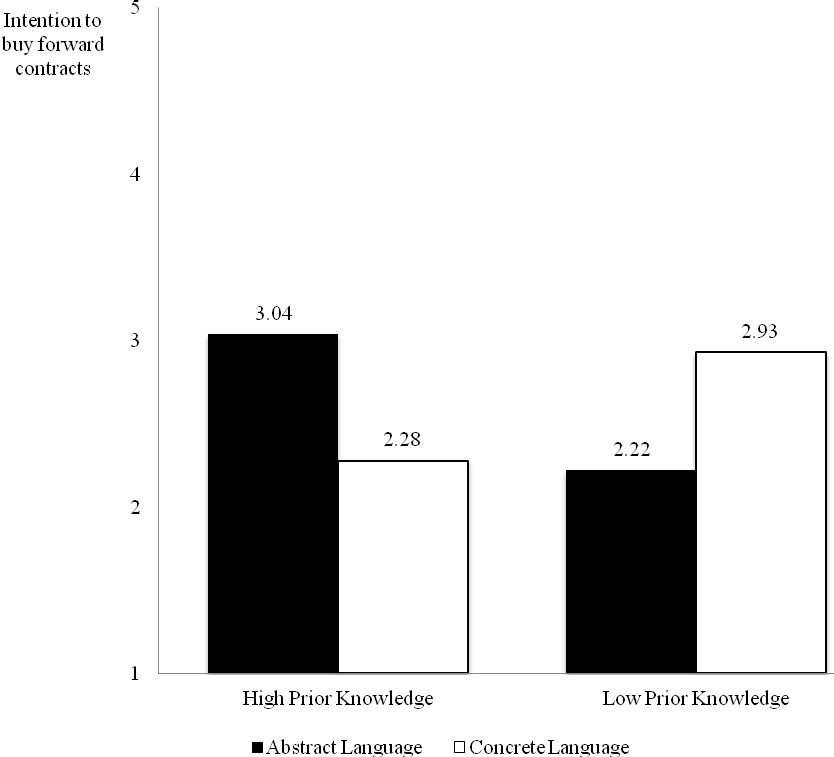 Intention to
buy forward
contracts
5
4
3
2
1
3.04
2.28
2.22
2.93
High Prior Knowledge
Low Prior Knowledge
Abstract Language
Concrete Language